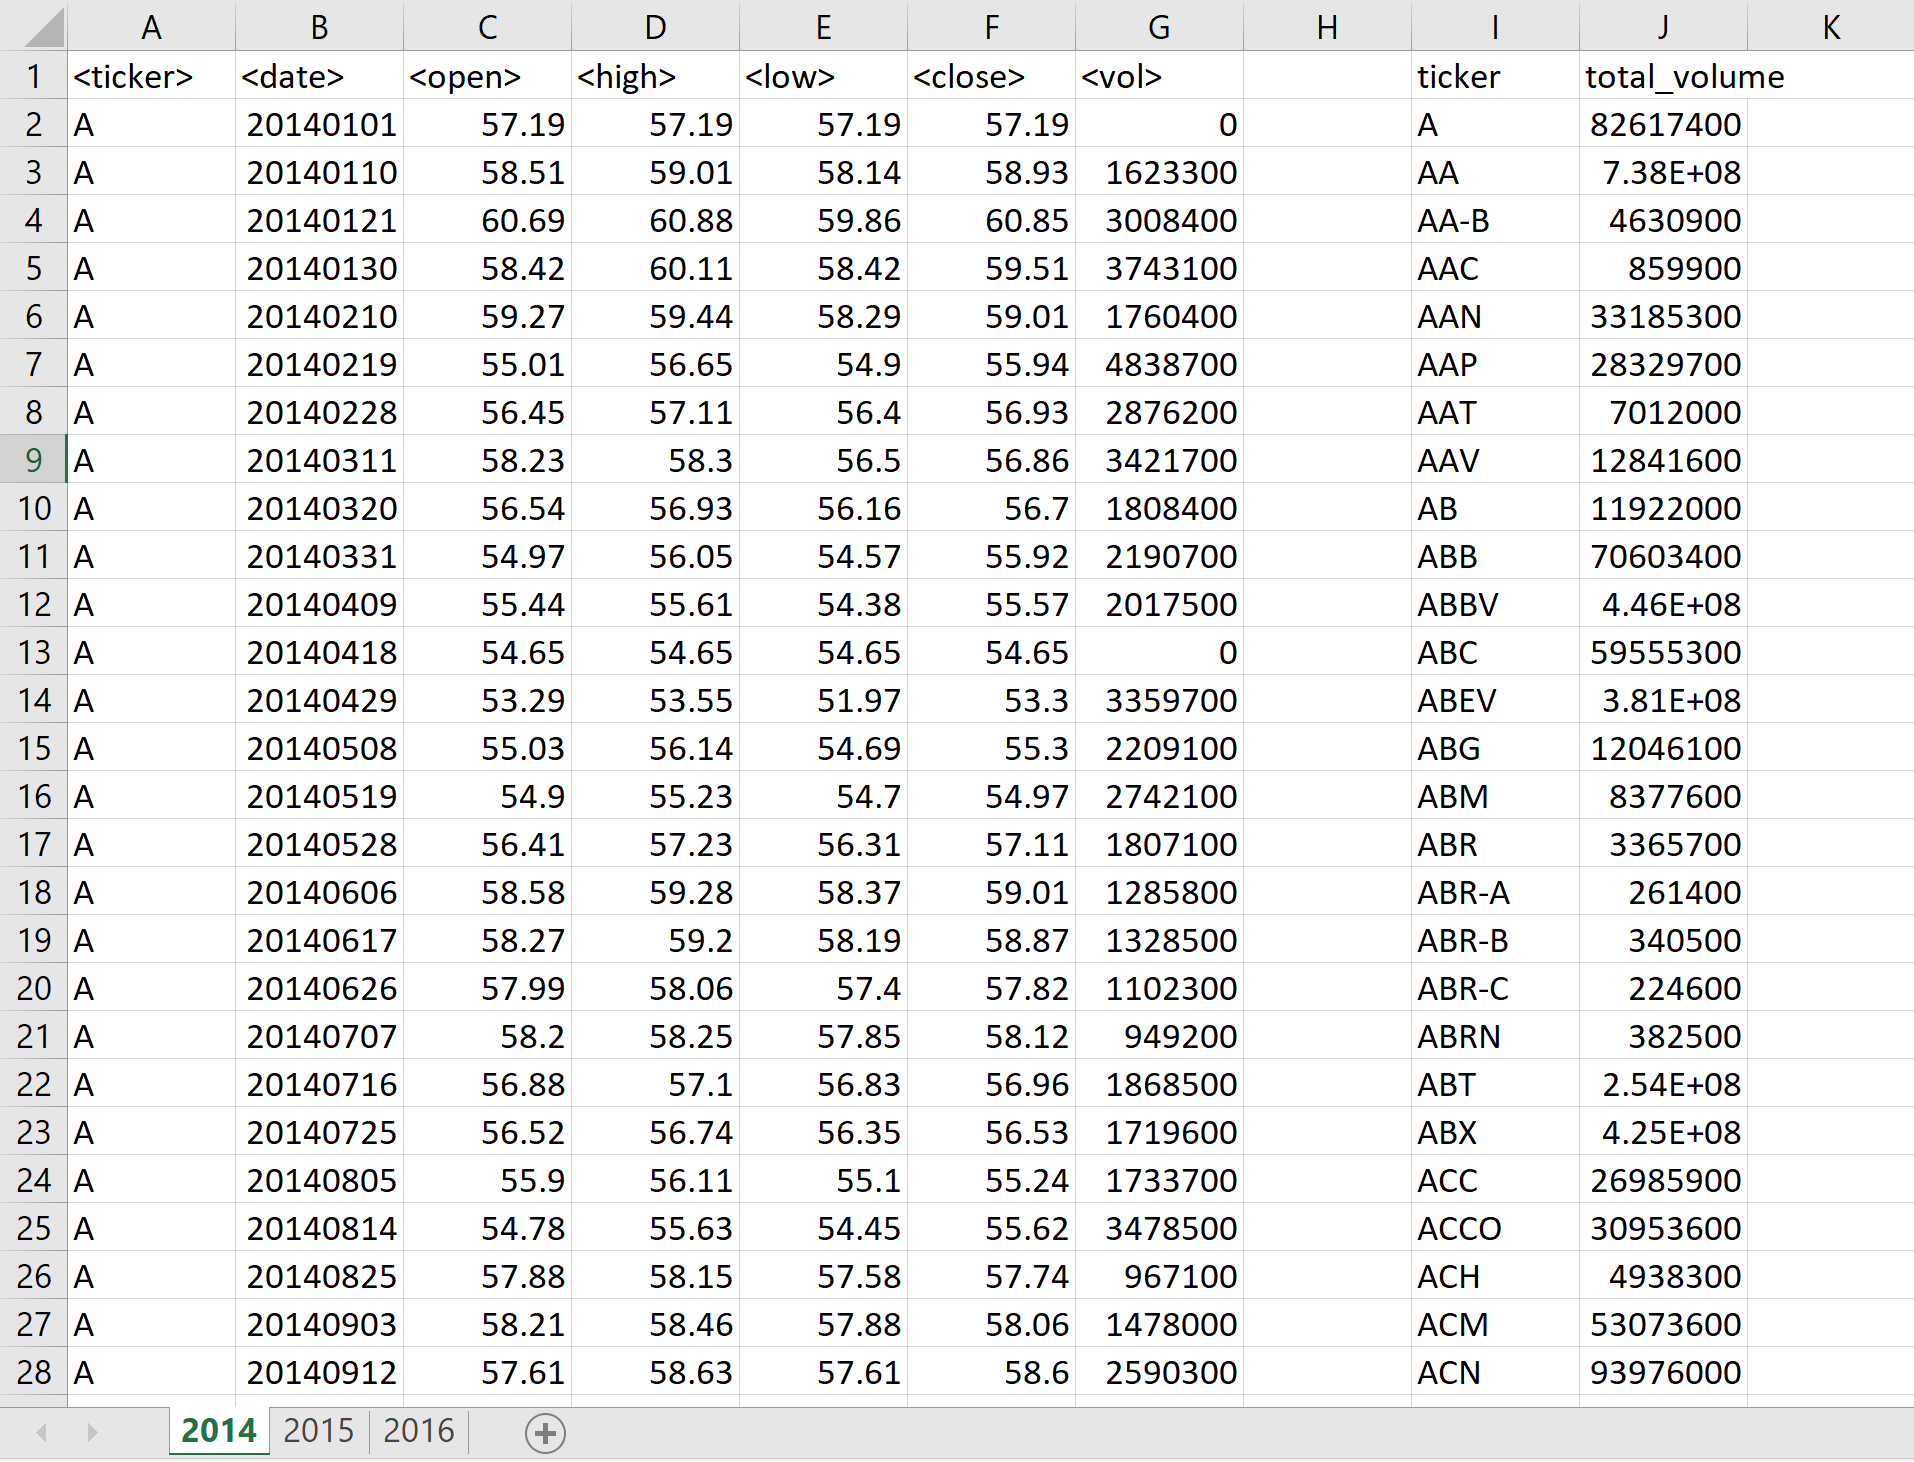 A B C D E F G H I J K
1 <ticker> <date> <open> <high> <low> <close> <vol> ticker total_volume
2 A 20140101 57.19 57.19 57.19 57.19 0 A 82617400
3 A 20140110 58.51 59.01 58.14 58.93 1623300 AA 7.38E+08
4 A 20140121 60.69 60.88 59.86 60.85 3008400 AA-B 4630900
5 A 20140130 58.42 60.11 58.42 59.51 3743100 AAC 859900
6 A 20140210 59.27 59.44 58.29 59.01 1760400 AAN 33185300
7 A 20140219 55.01 56.65 54.9 55.94 4838700 AAP 28329700
8 A 20140228 56.45 57.11 56.4 56.93 2876200 AAT 7012000
9 A 20140311 58.23 58.3 56.5 56.86 3421700 AAV 12841600
10 A 20140320 56.54 56.93 56.16 56.7 1808400 AB 11922000
11 A 20140331 54.97 56.05 54.57 55.92 2190700 ABB 70603400
12 A 20140409 55.44 55.61 54.38 55.57 2017500 ABBV 4.46E+08
13 A 20140418 54.65 54.65 54.65 54.65 0 ABC 59555300
14 A 20140429 53.29 53.55 51.97 53.3 3359700 ABEV 3.81E+08
15 A 20140508 55.03 56.14 54.69 55.3 2209100 ABG 12046100
16 A 20140519 54.9 55.23 54.7 54.97 2742100 ABM 8377600
17 A 20140528 56.41 57.23 56.31 57.11 1807100 ABR 3365700
18 A 20140606 58.58 59.28 58.37 59.01 1285800 ABR-A 261400
19 A 20140617 58.27 59.2 58.19 58.87 1328500 ABR-B 340500
20 A 20140626 57.99 58.06 57.4 57.82 1102300 ABR-C 224600
21 A 20140707 58.2 58.25 57.85 58.12 949200 ABRN 382500
22 A 20140716 56.88 57.1 56.83 56.96 1868500 ABT 2.54E+08
23 A 20140725 56.52 56.74 56.35 56.53 1719600 ABX 4.25E+08
24 A 20140805 55.9 56.11 55.1 55.24 1733700 ACC 26985900
25 A 20140814 54.78 55.63 54.45 55.62 3478500 ACCO 30953600
26 A 20140825 57.88 58.15 57.58 57.74 967100 ACH 4938300
27 A 20140903 58.21 58.46 57.88 58.06 1478000 ACM 53073600
28 A 20140912 57.61 58.63 57.61 58.6 2590300 ACN 93976000
2014 2015 2016